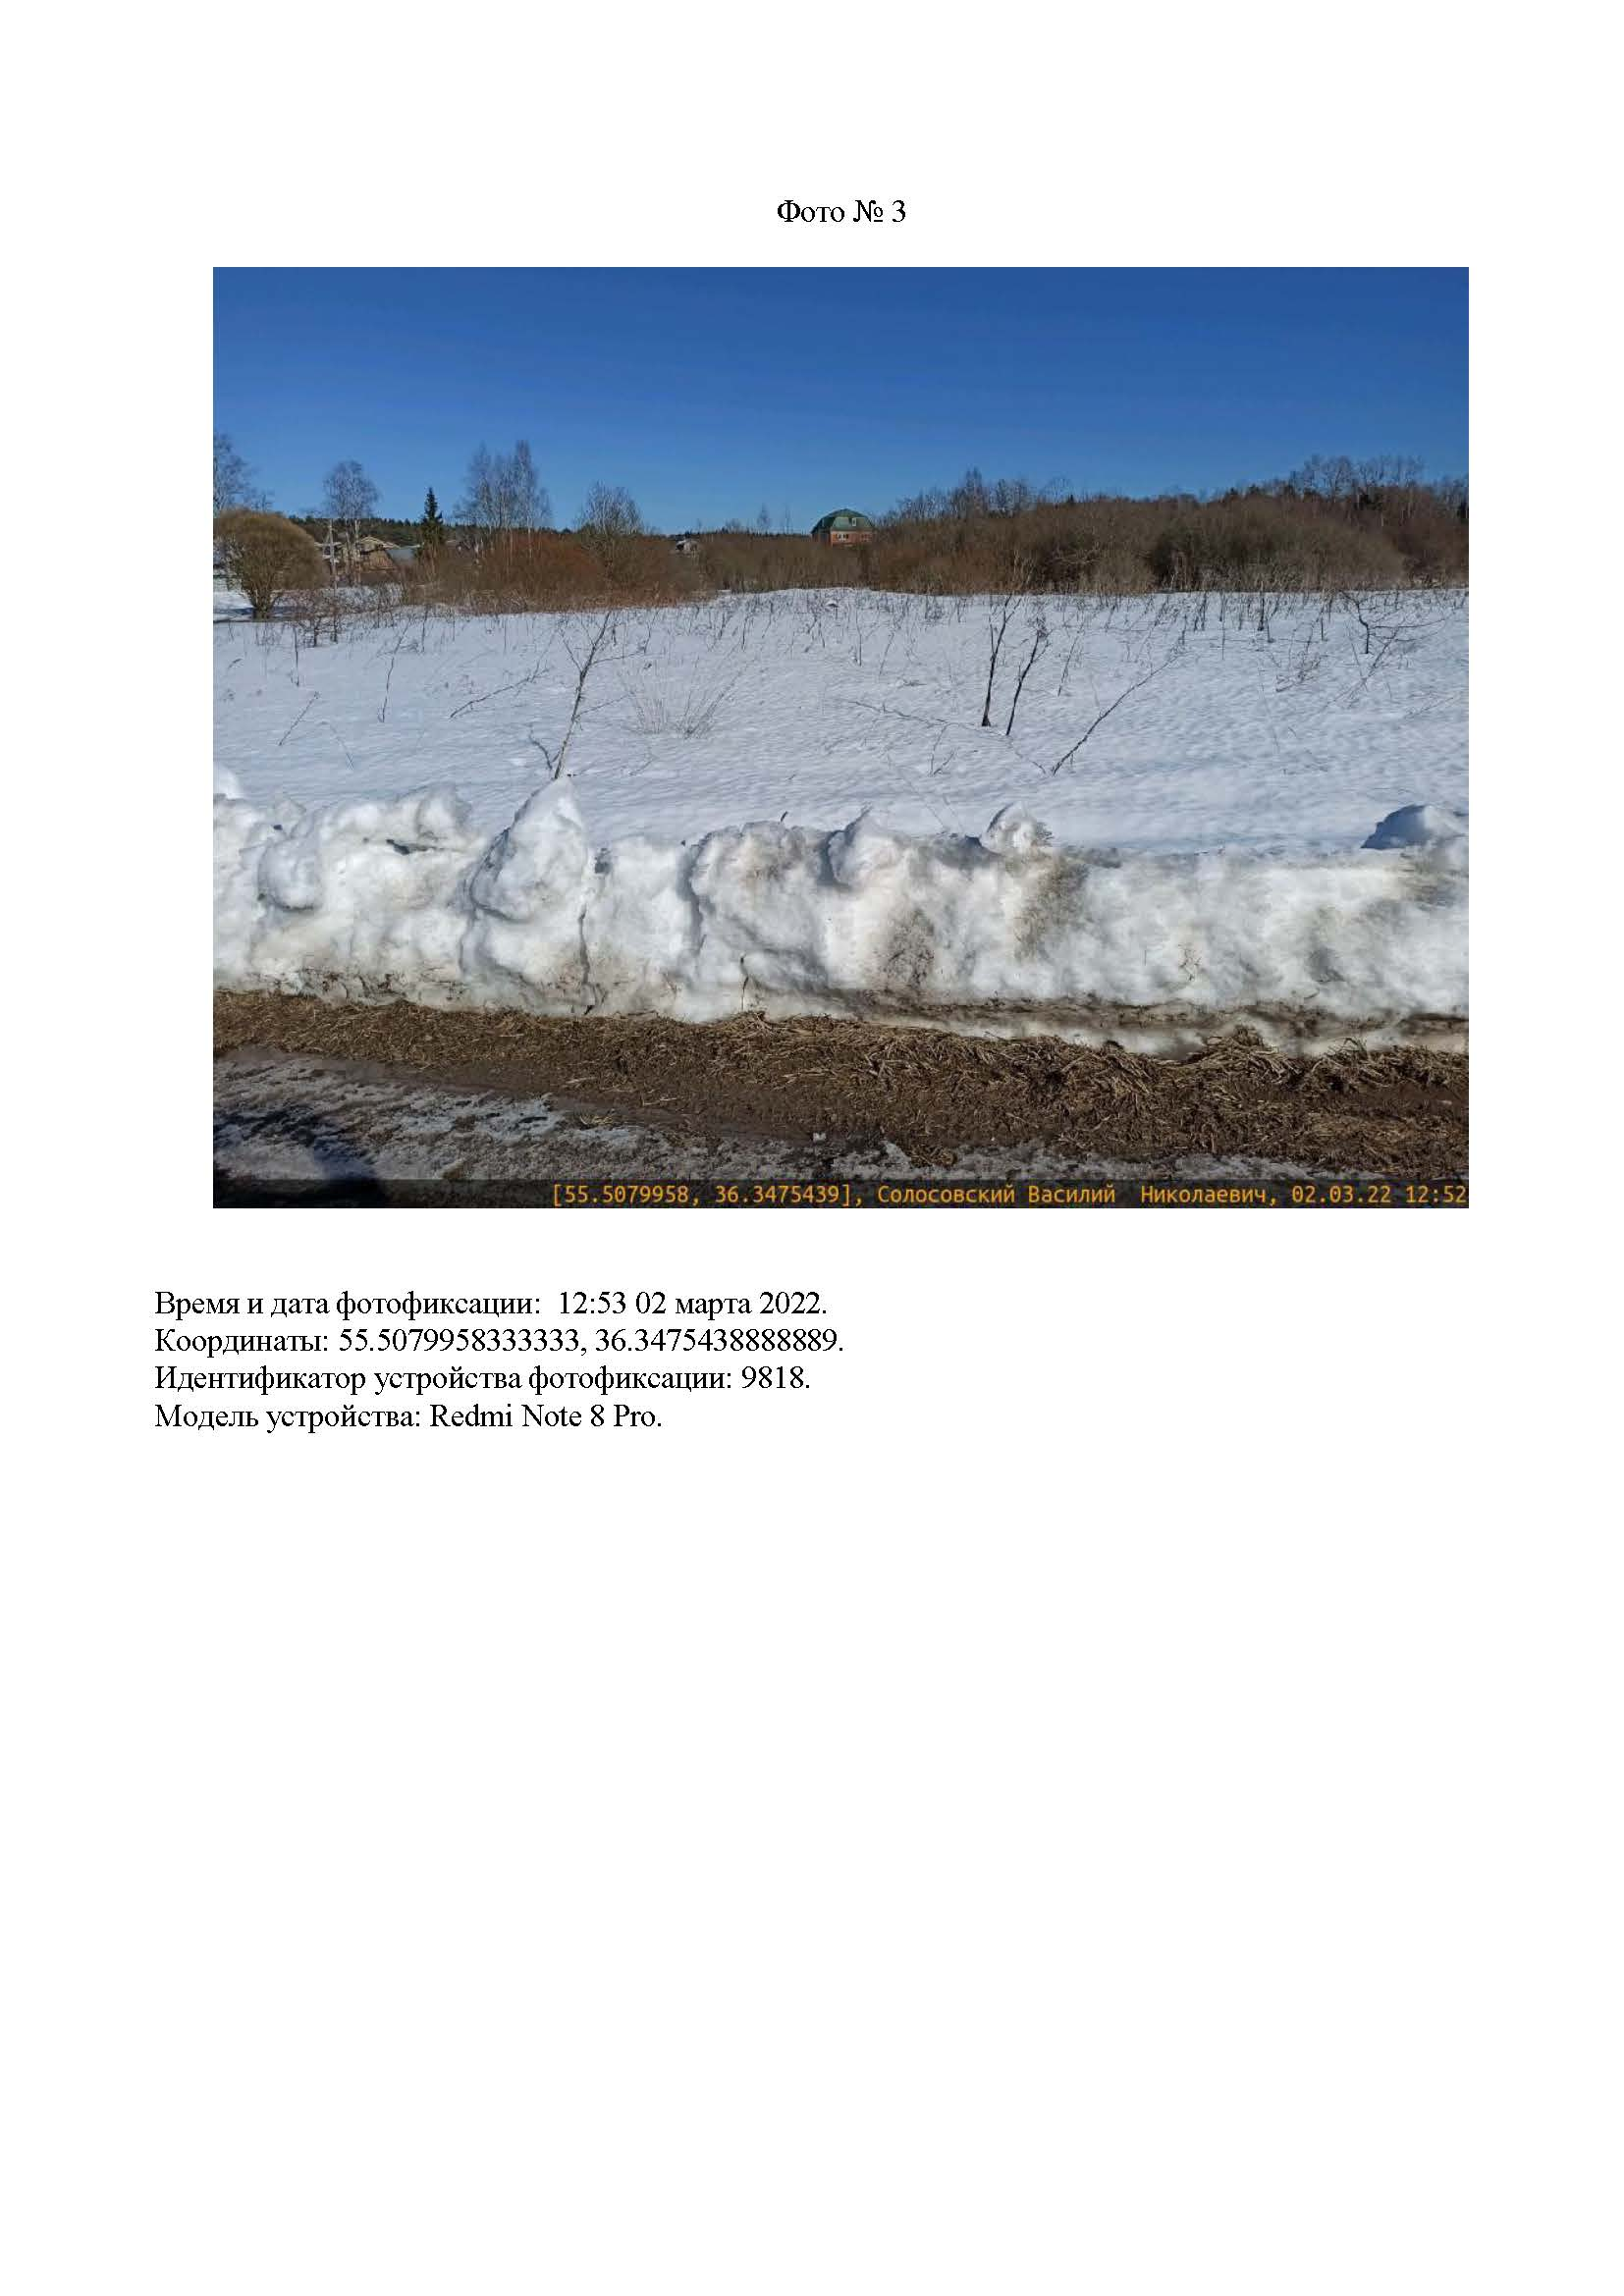 Фото № 3
[55.5079958, 36.3475439], Солосовский Василий Николаевич, 02.03.22 12:52
Время и дата фотофиксации: 12:53 02 марта 2022.
Координаты: 55.5079958333333, 36.3475438888889.
Идентификатор устройства фотофиксации: 9818.
Модель устройства: Redmi Note 8 Pro.